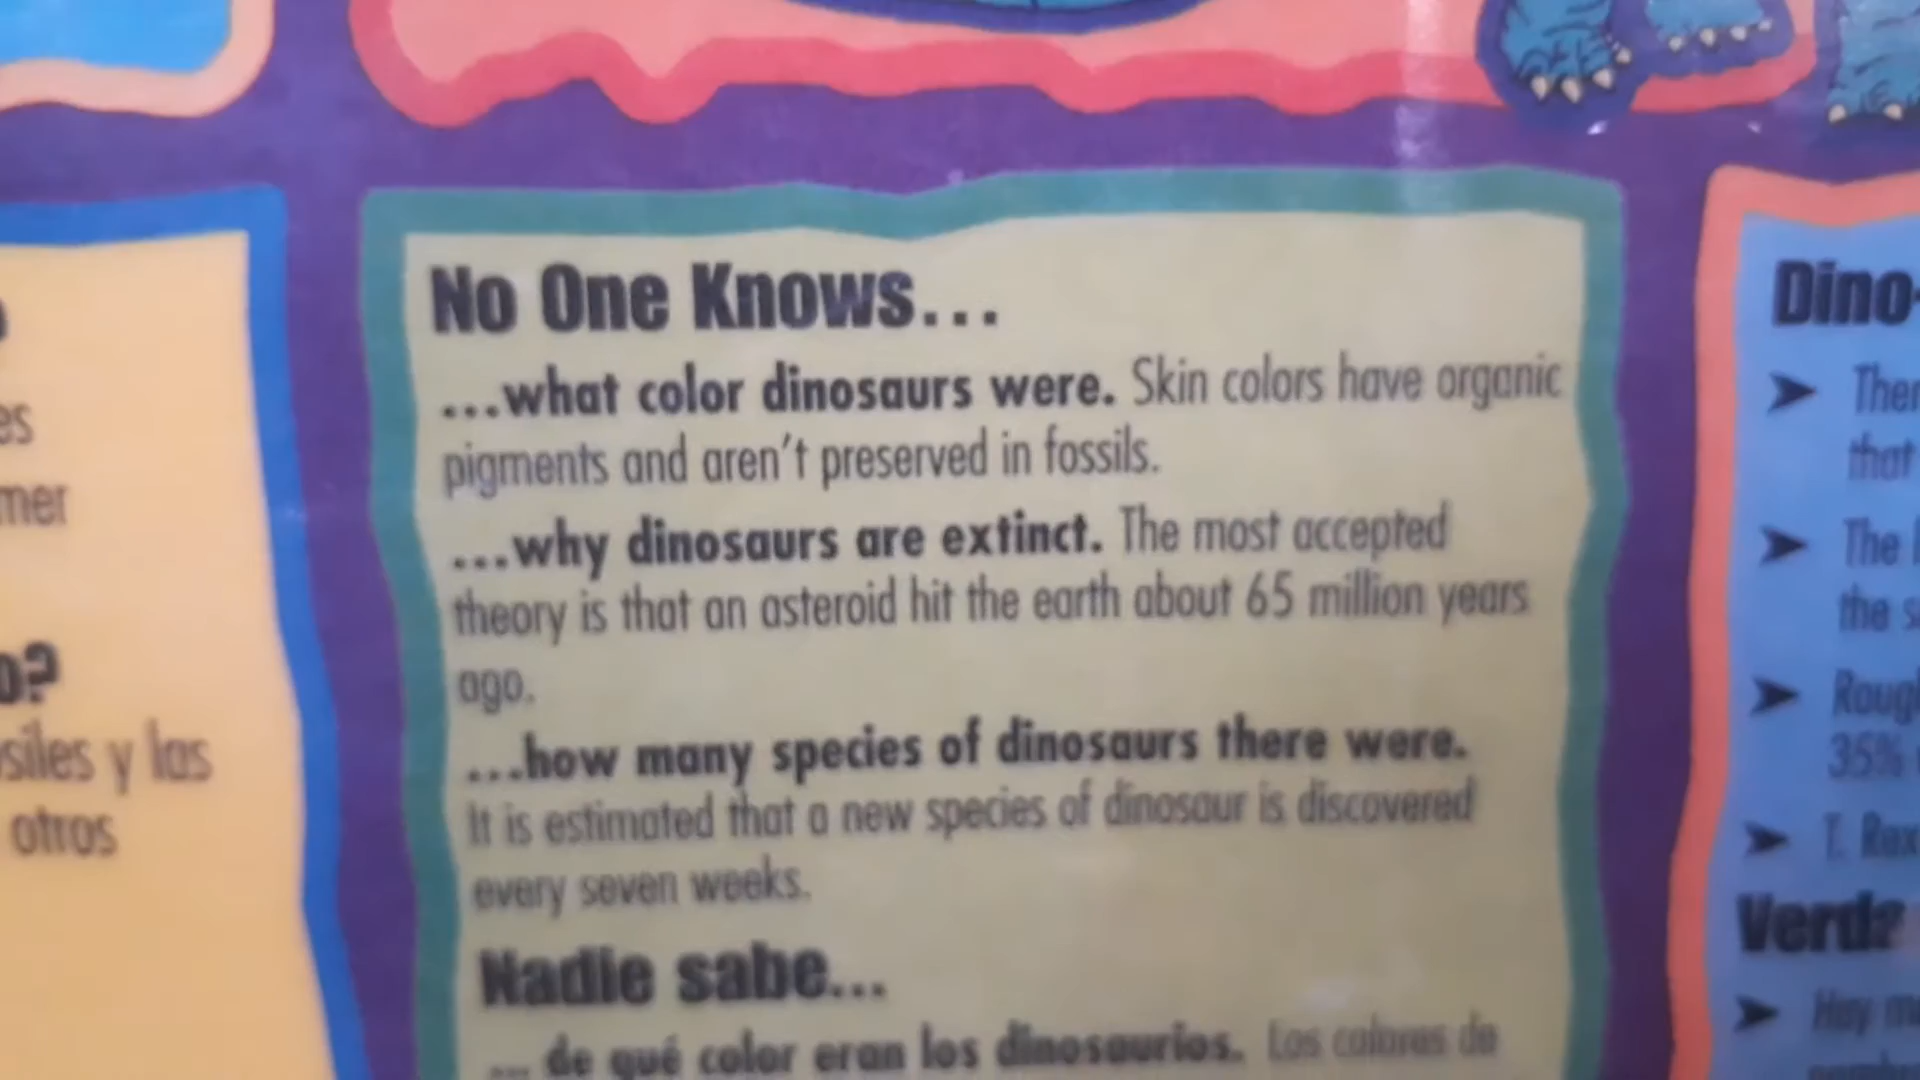 es
mer
o?
siles y las
otros
No One Knows...
...what color dinosaurs were. Skin colors have organic
pigments and aren't preserved in fossils.
...why dinosaurs are extinct. The most accepted
theory is that an asteroid hit the earth about 65 million years
ago.
...how many species of dinosaurs there were.
It is estimated that a new species of dinosaur is discovered
every seven weeks.
Nadie sabe...
... de qué color eran los dinosaurios. Los colores de
Dino-
Ther
that
The
the s
Rough
35%
T. Rex
Verda
Hay m